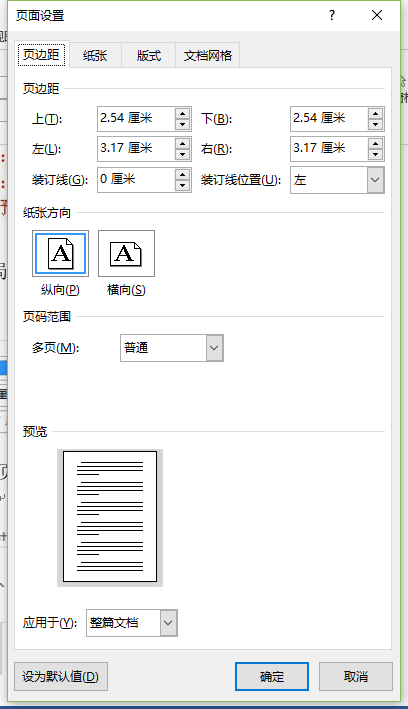 页面设置
?
页边距 纸张 版式 文档网格
页边距
上(T): 2.54 厘米 下(B): 2.54 厘米
左(L): 3.17 厘米 右(R): 3.17 厘米
装订线(G): 0 厘米 装订线位置(U): 左
纸张方向
A A
纵向(P) 横向(S)
页码范围
多页(M): 普通
预览
应用于(Y): 整篇文档
设为默认值(D) 确定 取消